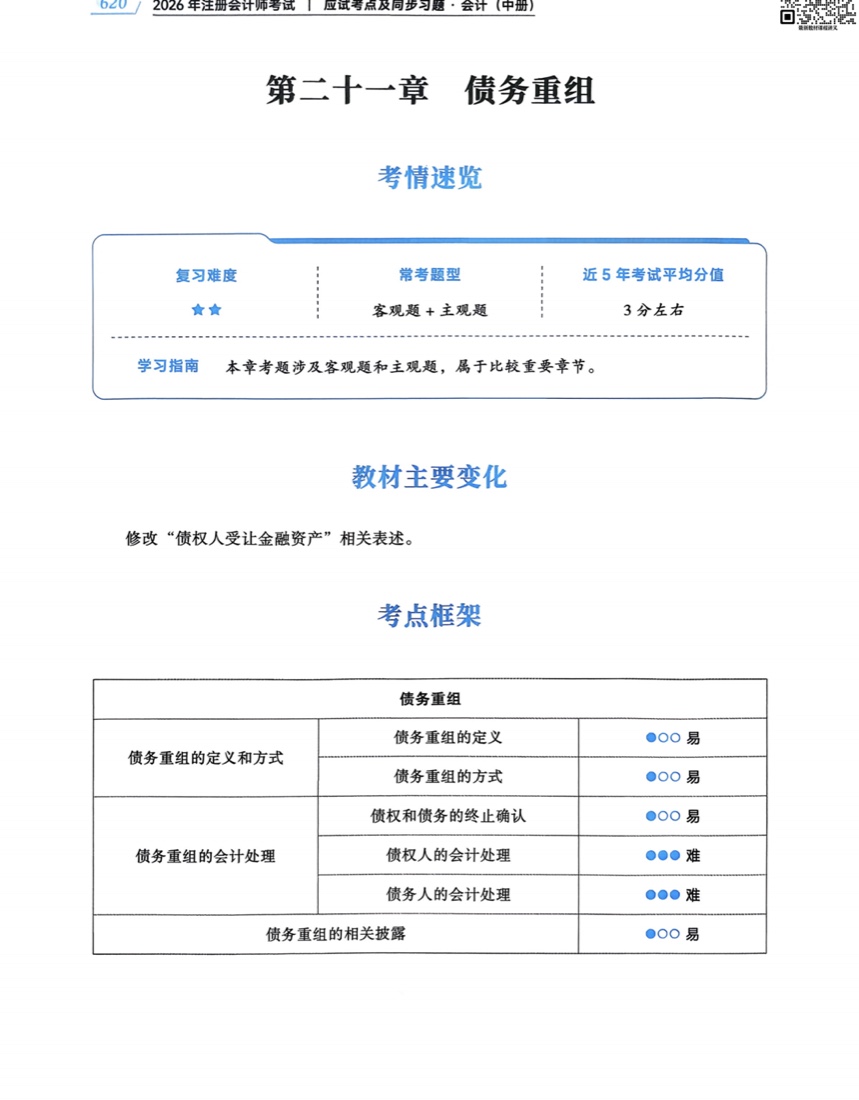 620 2026年注册会计师考试 | 应试考点及同步习题·会计（中册）
第二十一章 债务重组
考情速览
复习难度 常考题型 近5年考试平均分值
★★ 客观题+主观题 3分左右
学习指南 本章考题涉及客观题和主观题，属于比较重要章节。
教材主要变化
修改“债权人受让金融资产”相关表述。
考点框架
债务重组
债务重组的定义和方式
债务重组的定义 易
债务重组的方式 易
债务重组的会计处理
债权和债务的终止确认 易
债权人的会计处理 难
债务人的会计处理 难
债务重组的相关披露 易